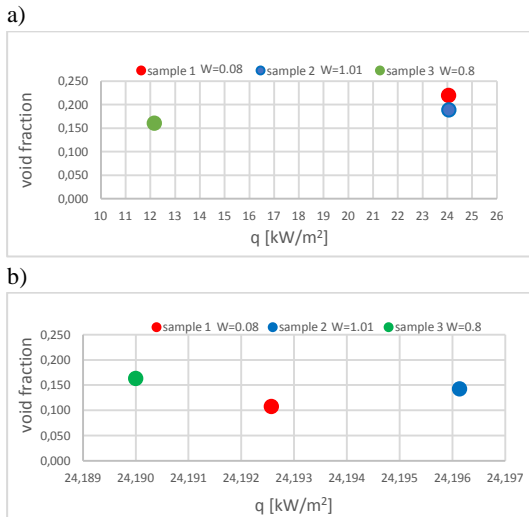 a)
sample 1 W=0.08 sample 2 W=1.01 sample 3 W=0.8
0,250
0,200
0,150
0,100
0,050
0,000
void fraction
10 11 12 13 14 15 16 17 18 19 20 21 22 23 24 25 26
q [kW/m²]
b)
sample 1 W=0.08 sample 2 W=1.01 sample 3 W=0.8
0,250
0,200
0,150
0,100
0,050
0,000
void fraction
24,189 24,190 24,191 24,192 24,193 24,194 24,195 24,196 24,197
q [kW/m²]